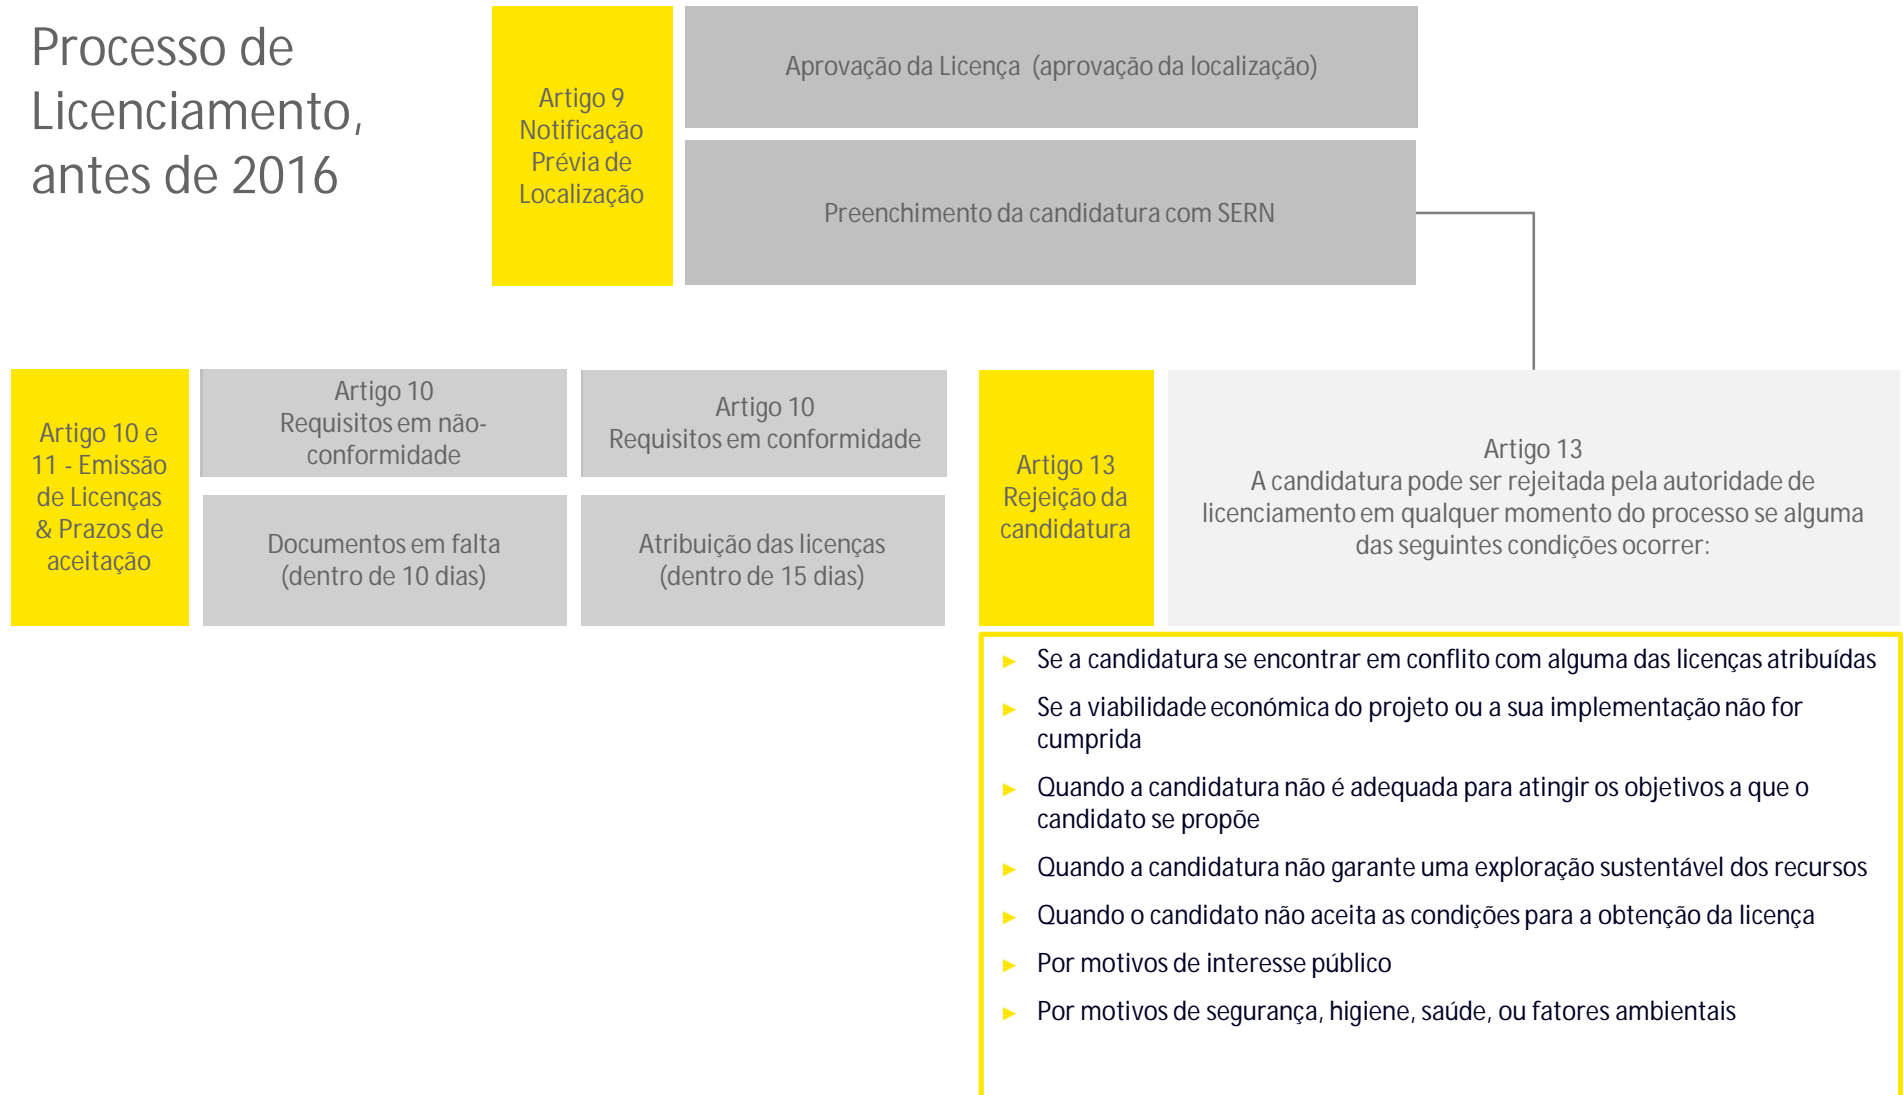 Processo de
Licenciamento,
antes de 2016
Artigo 9
Notificação
Prévia de
Localização
Aprovação da Licença (aprovação da localização)
Preenchimento da candidatura com SERN
Artigo 10 e
11 - Emissão
de Licenças
& Prazos de
aceitação
Artigo 10
Requisitos em não-
conformidade
Artigo 10
Requisitos em conformidade
Documentos em falta
(dentro de 10 dias)
Atribuição das licenças
(dentro de 15 dias)
Artigo 13
Rejeição da
candidatura
Artigo 13
A candidatura pode ser rejeitada pela autoridade de
licenciamento em qualquer momento do processo se alguma
das seguintes condições ocorrer:
► Se a candidatura se encontrar em conflito com alguma das licenças atribuídas
► Se a viabilidade económica do projeto ou a sua implementação não for
cumprida
► Quando a candidatura não é adequada para atingir os objetivos a que o
candidato se propõe
► Quando a candidatura não garante uma exploração sustentável dos recursos
► Quando o candidato não aceita as condições para a obtenção da licença
► Por motivos de interesse público
► Por motivos de segurança, higiene, saúde, ou fatores ambientais